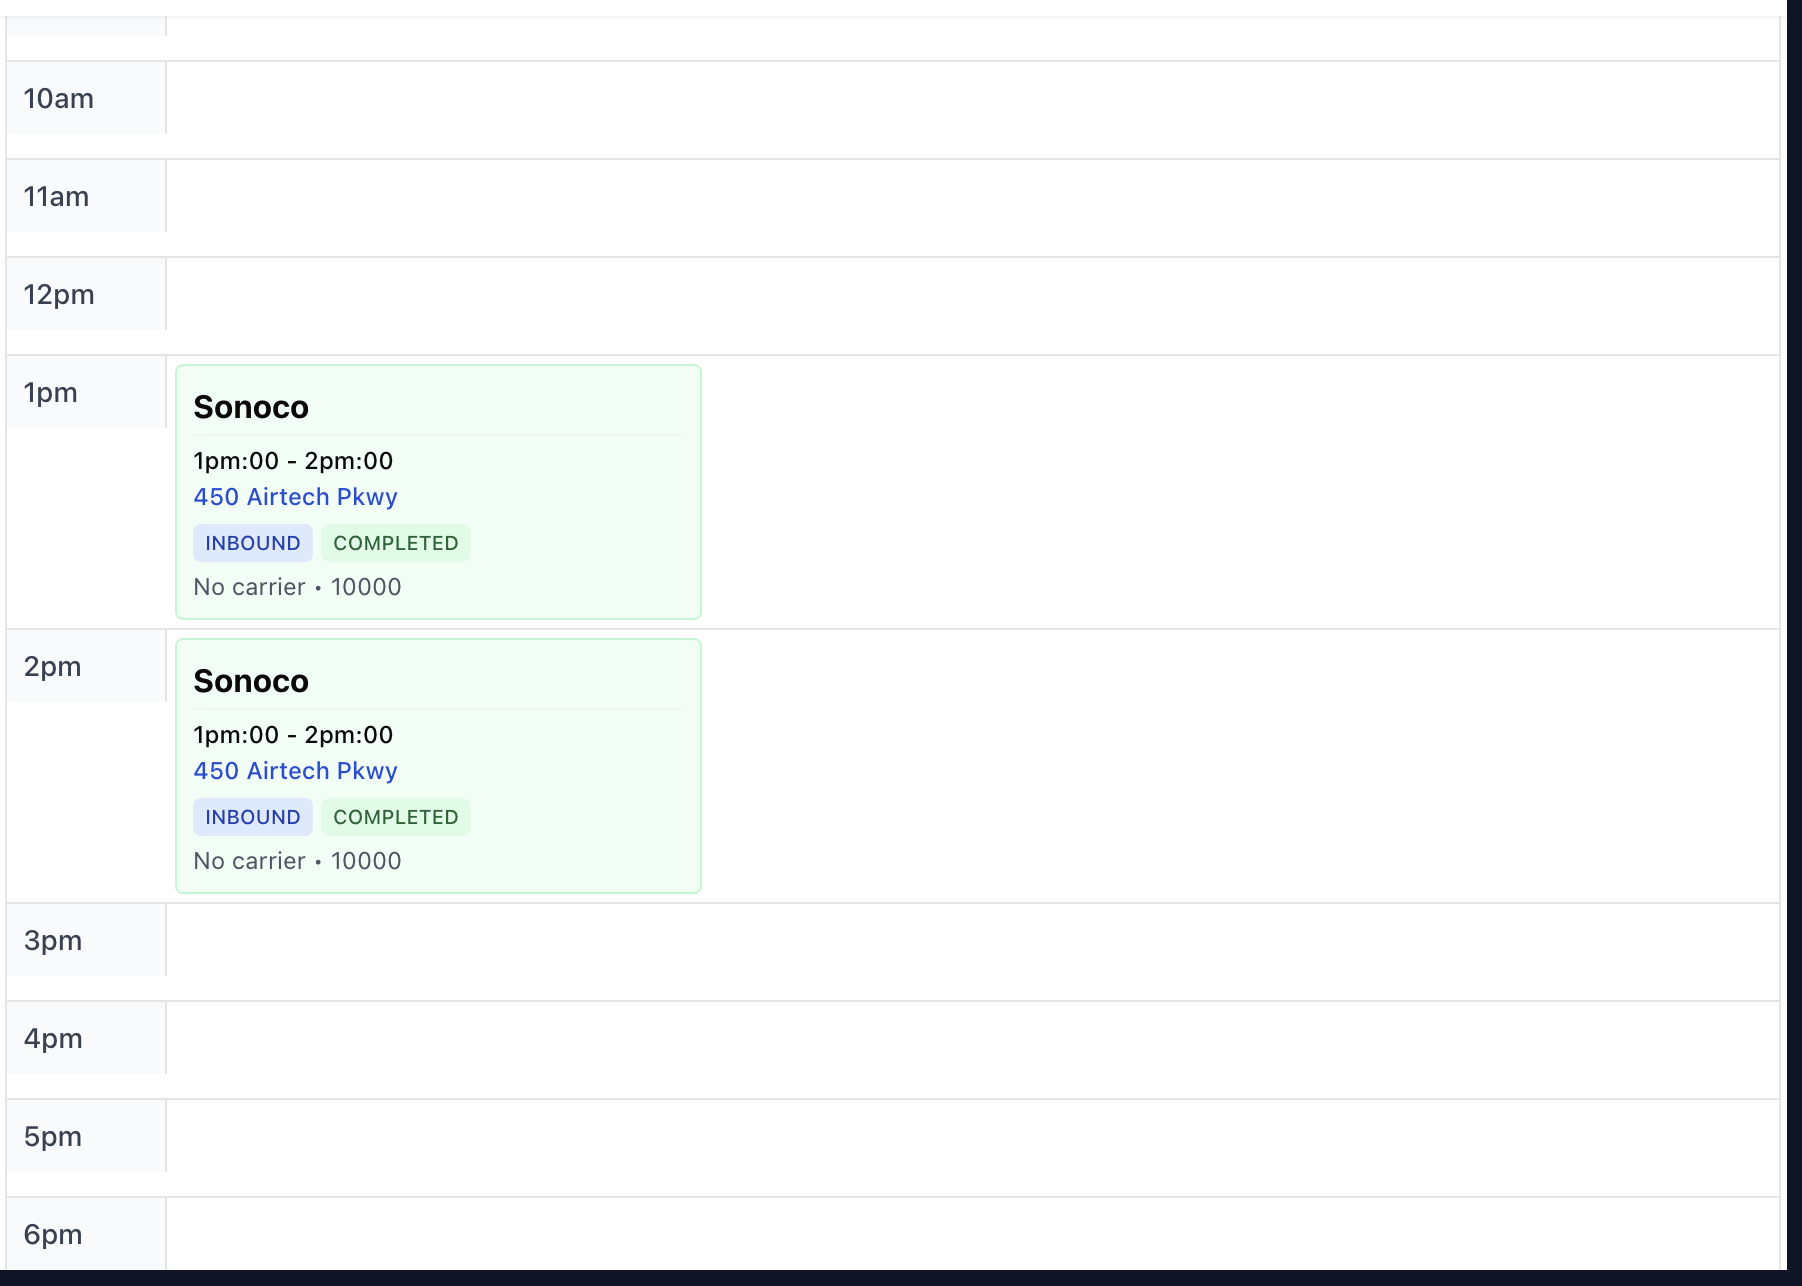 10am
11am
12pm
1pm
Sonoco
1pm:00 - 2pm:00
450 Airtech Pkwy
INBOUND COMPLETED
No carrier • 10000
2pm
Sonoco
1pm:00 - 2pm:00
450 Airtech Pkwy
INBOUND COMPLETED
No carrier • 10000
3pm
4pm
5pm
6pm